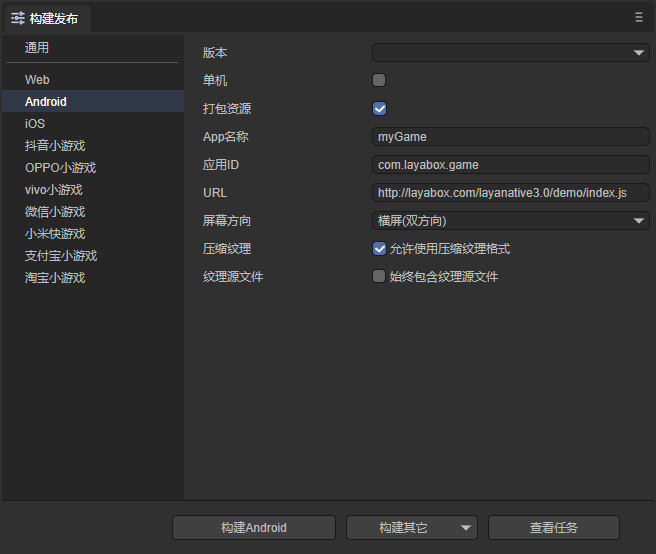 构建发布
通用
Web
Android
iOS
抖音小游戏
OPPO小游戏
vivo小游戏
微信小游戏
小米快游戏
支付宝小游戏
淘宝小游戏
版本
单机
打包资源
App名称 myGame
应用ID com.layabox.game
URL http://layabox.com/layanative3.0/demo/index.js
屏幕方向 横屏(双方向)
压缩纹理 允许使用压缩纹理格式
纹理源文件 始终包含纹理源文件
构建Android 构建其它 查看任务